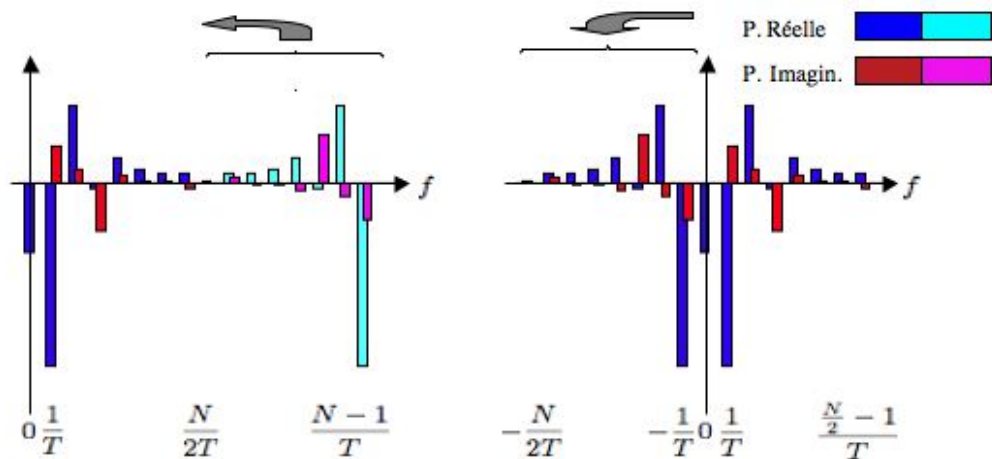 P. Réelle
P. Imagin.
f
f
0 1/T N/2T N − 1/T
−N/2T −1/T 0 1/T N/2 − 1/T